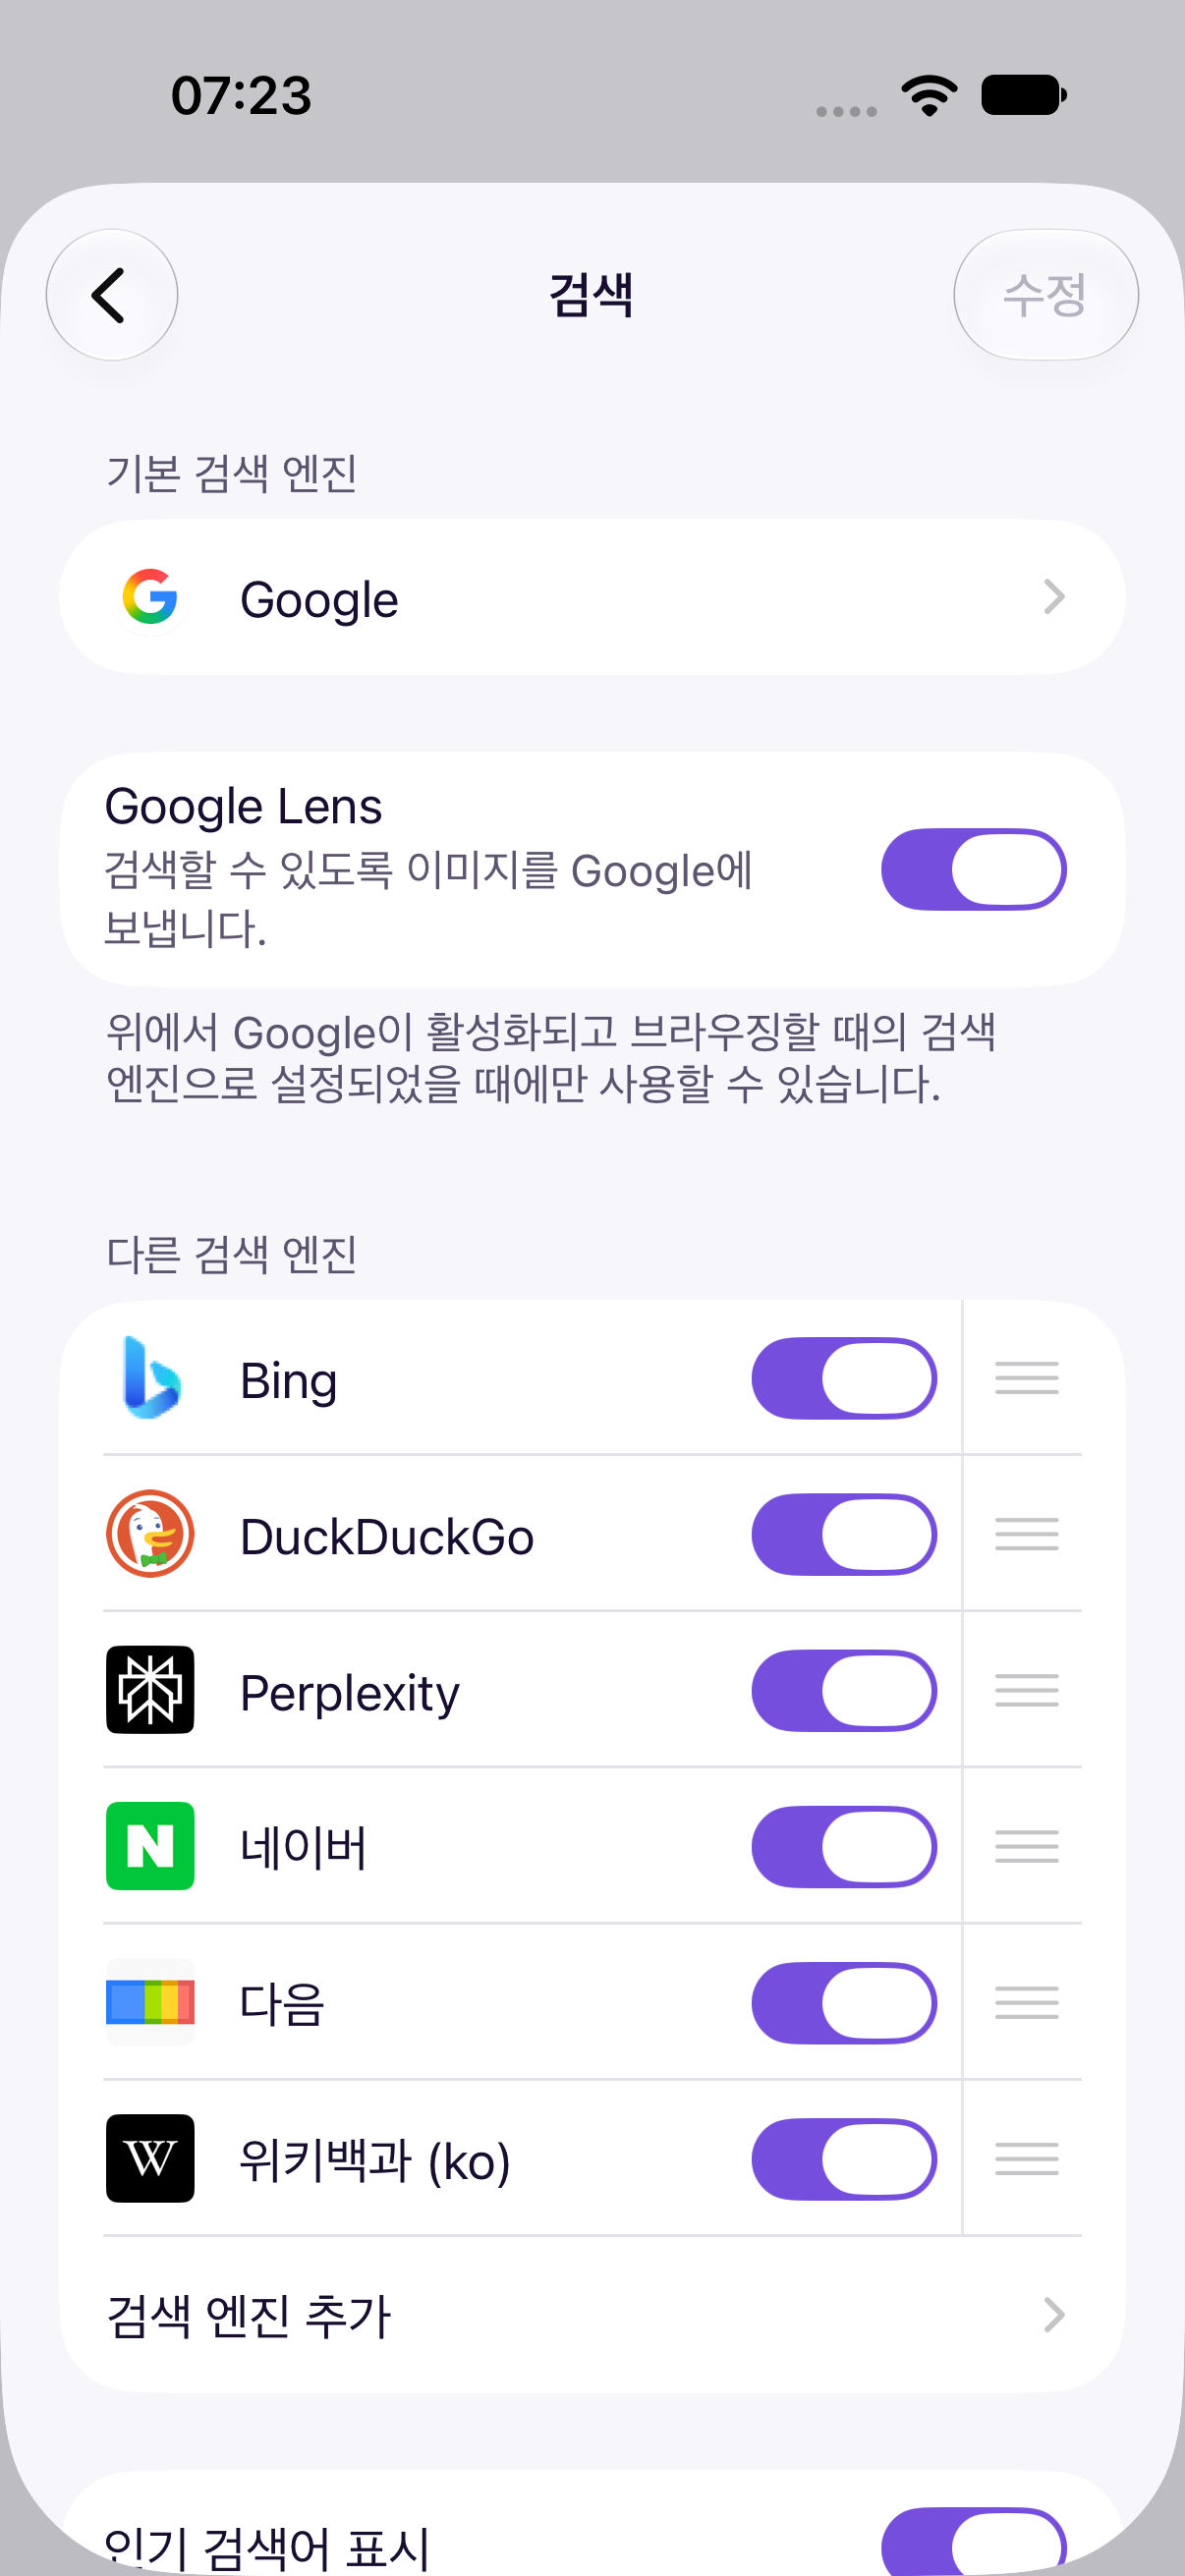 07:23
검색
수정
기본 검색 엔진
Google
Google Lens
검색할 수 있도록 이미지를 Google에
보냅니다.
위에서 Google이 활성화되고 브라우징할 때의 검색
엔진으로 설정되었을 때에만 사용할 수 있습니다.
다른 검색 엔진
Bing
DuckDuckGo
Perplexity
네이버
다음
위키백과 (ko)
검색 엔진 추가
인기 검색어 표시